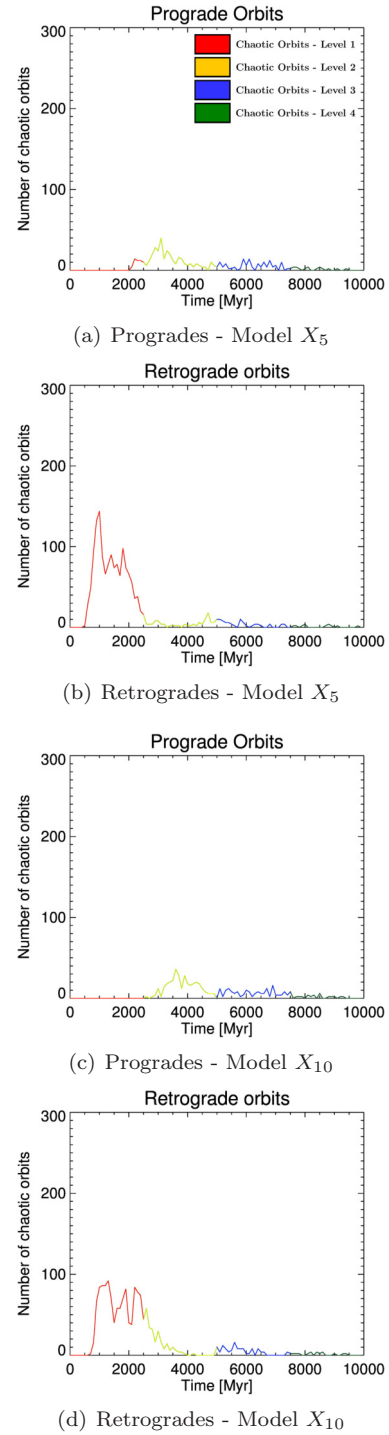 Prograde Orbits
300
200
100
0
Number of chaotic orbits
Chaotic Orbits - Level 1
Chaotic Orbits - Level 2
Chaotic Orbits - Level 3
Chaotic Orbits - Level 4
0 2000 4000 6000 8000 10000
Time [Myr]
(a) Progrades - Model X5
Retrograde orbits
300
200
100
0
Number of chaotic orbits
0 2000 4000 6000 8000 10000
Time [Myr]
(b) Retrogrades - Model X5
Prograde Orbits
300
200
100
0
Number of chaotic orbits
0 2000 4000 6000 8000 10000
Time [Myr]
(c) Progrades - Model X10
Retrograde orbits
300
200
100
0
Number of chaotic orbits
0 2000 4000 6000 8000 10000
Time [Myr]
(d) Retrogrades - Model X10